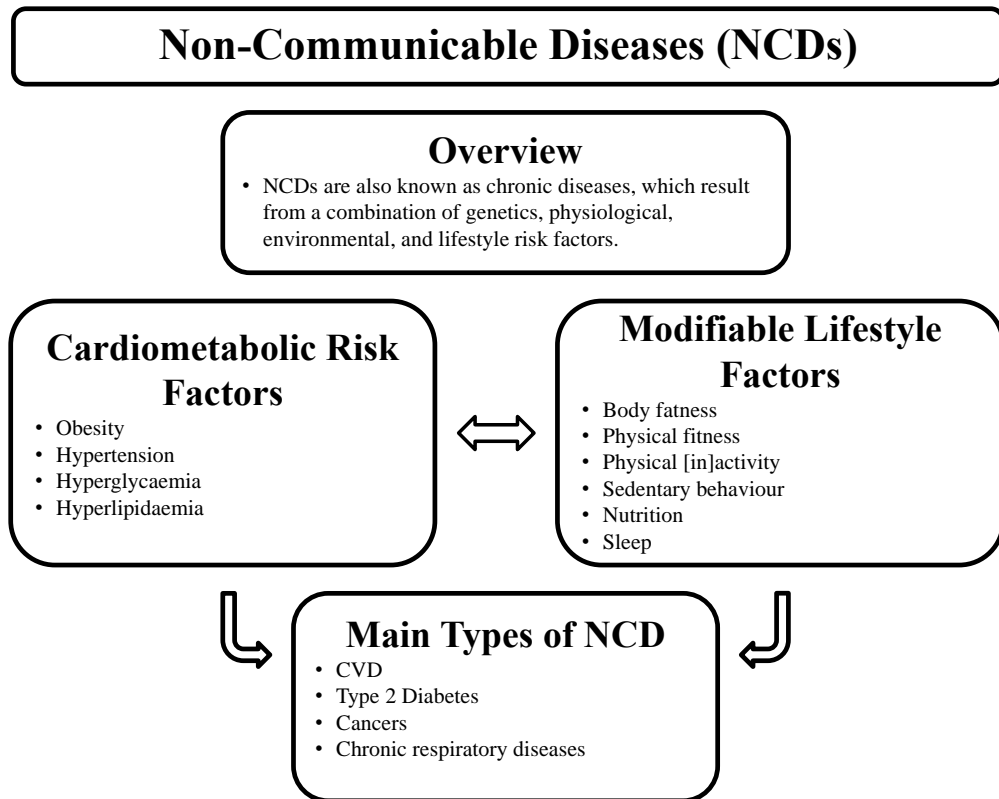 Non-Communicable Diseases (NCDs)
Overview
• NCDs are also known as chronic diseases, which result
from a combination of genetics, physiological,
environmental, and lifestyle risk factors.
Cardiometabolic Risk
Factors
• Obesity
• Hypertension
• Hyperglycaemia
• Hyperlipidaemia
Modifiable Lifestyle
Factors
• Body fatness
• Physical fitness
• Physical [in]activity
• Sedentary behaviour
• Nutrition
• Sleep
Main Types of NCD
• CVD
• Type 2 Diabetes
• Cancers
• Chronic respiratory diseases